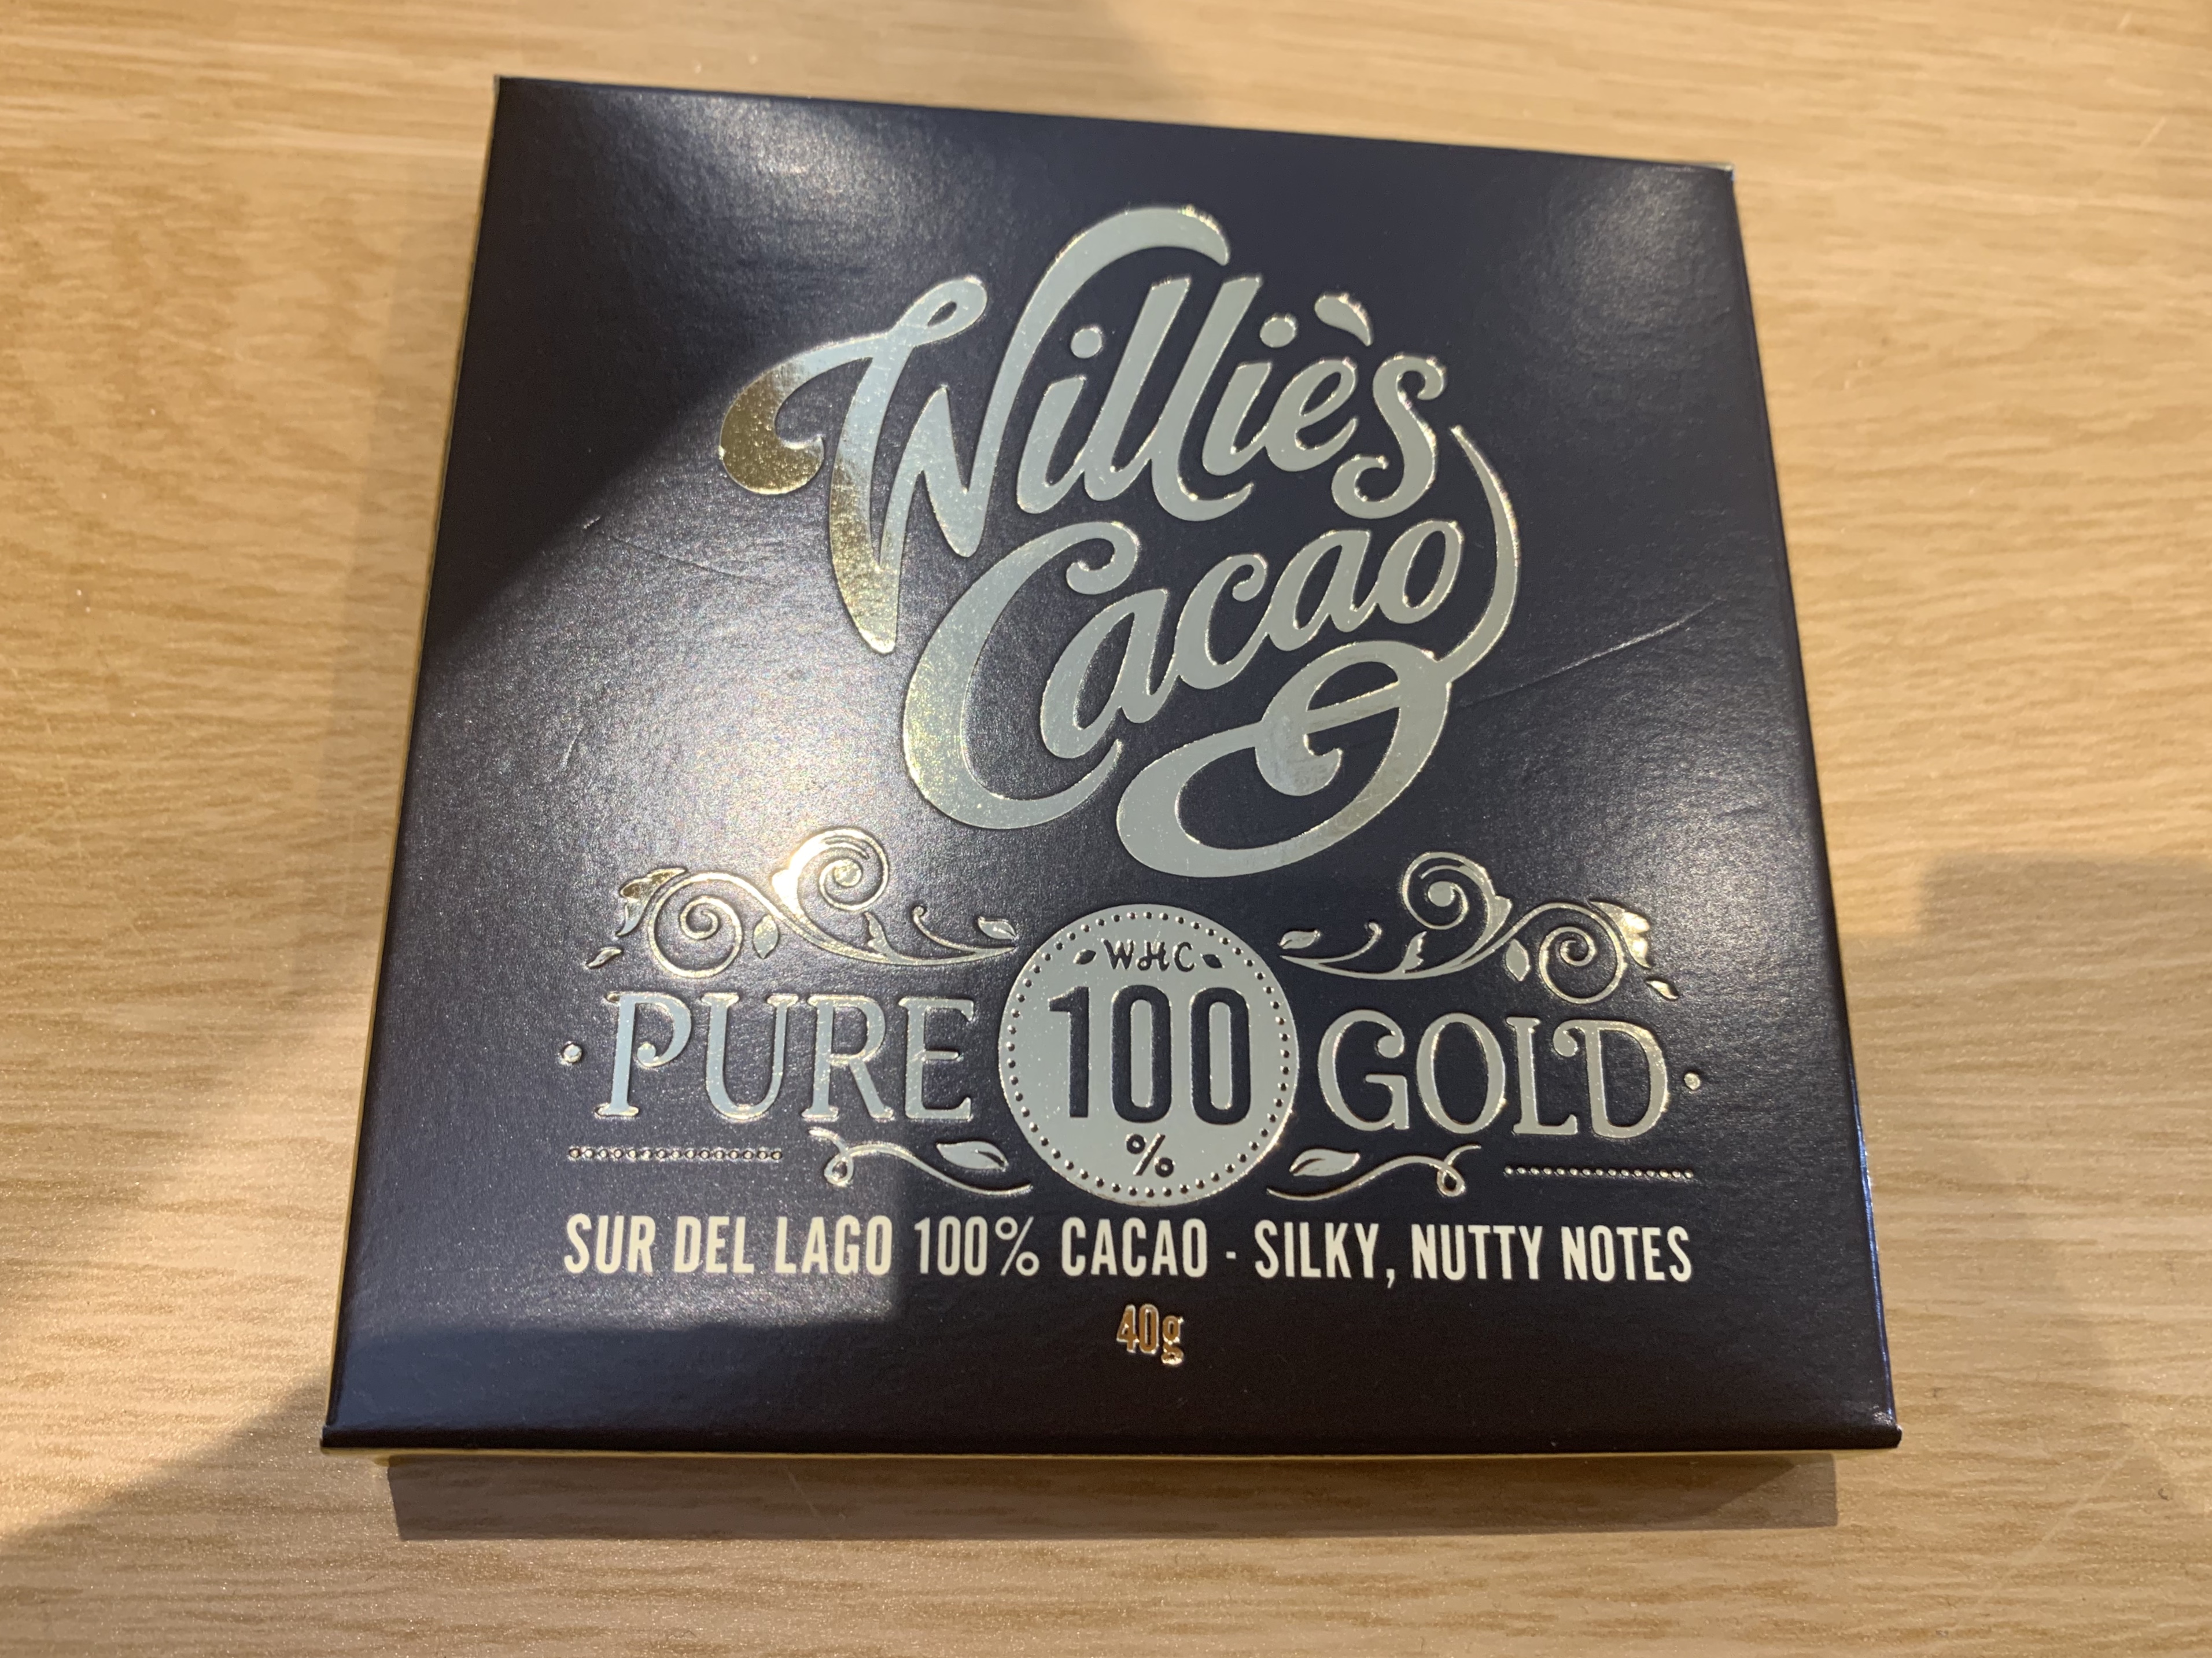 Willie's
Cacao
WHC
PURE 100 GOLD
%
SUR DEL LAGO 100% CACAO - SILKY, NUTTY NOTES
40g